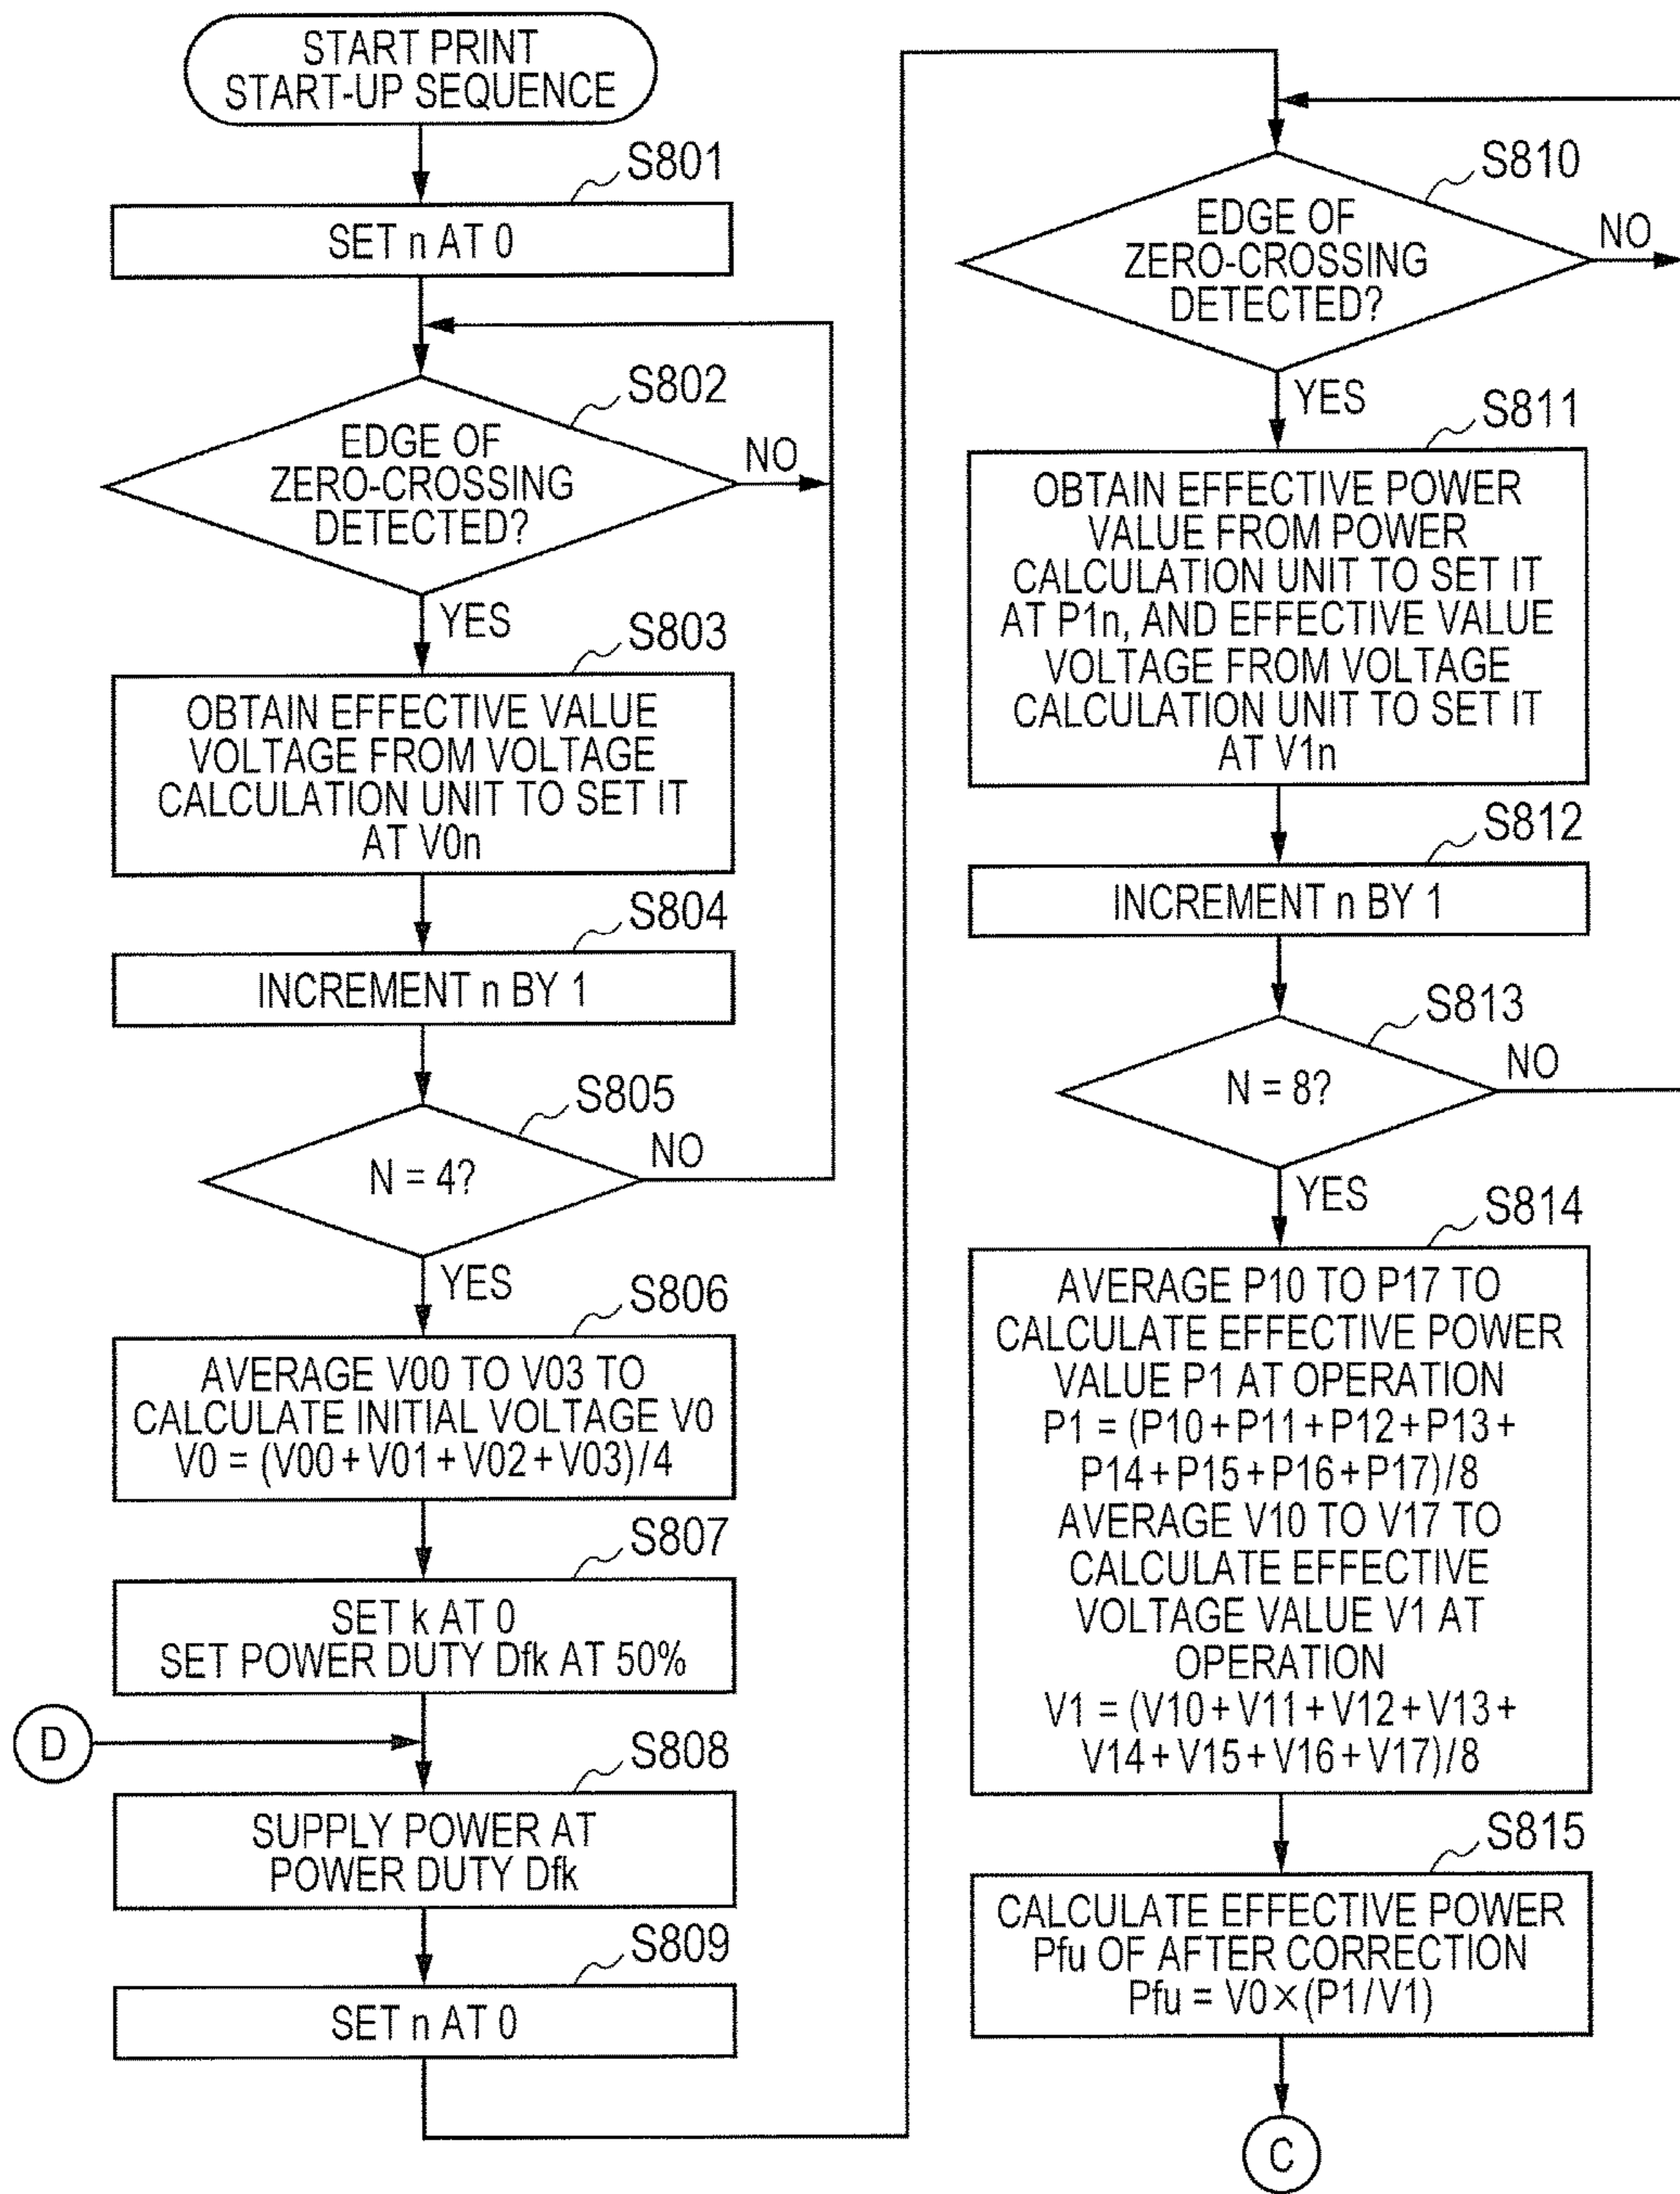 START PRINT
START-UP SEQUENCE
S801
SET n AT 0
S802
EDGE OF
ZERO-CROSSING
DETECTED?
NO
YES
S803
OBTAIN EFFECTIVE VALUE
VOLTAGE FROM VOLTAGE
CALCULATION UNIT TO SET IT
AT V0n
S804
INCREMENT n BY 1
S805
N = 4?
NO
YES
S806
AVERAGE V00 TO V03 TO
CALCULATE INITIAL VOLTAGE V0
V0 = (V00+V01+V02+V03)/4
S807
SET k AT 0
SET POWER DUTY Dfk AT 50%
D
S808
SUPPLY POWER AT
POWER DUTY Dfk
S809
SET n AT 0
S810
EDGE OF
ZERO-CROSSING
DETECTED?
NO
YES
S811
OBTAIN EFFECTIVE POWER
VALUE FROM POWER
CALCULATION UNIT TO SET IT
AT P1n, AND EFFECTIVE VALUE
VOLTAGE FROM VOLTAGE
CALCULATION UNIT TO SET IT
AT V1n
S812
INCREMENT n BY 1
S813
N = 8?
NO
YES
S814
AVERAGE P10 TO P17 TO
CALCULATE EFFECTIVE POWER
VALUE P1 AT OPERATION
P1 = (P10+P11+P12+P13+
P14+P15+P16+P17)/8
AVERAGE V10 TO V17 TO
CALCULATE EFFECTIVE
VOLTAGE VALUE V1 AT
OPERATION
V1 = (V10+V11+V12+V13+
V14+V15+V16+V17)/8
S815
CALCULATE EFFECTIVE POWER
Pfu OF AFTER CORRECTION
Pfu = V0×(P1/V1)
C